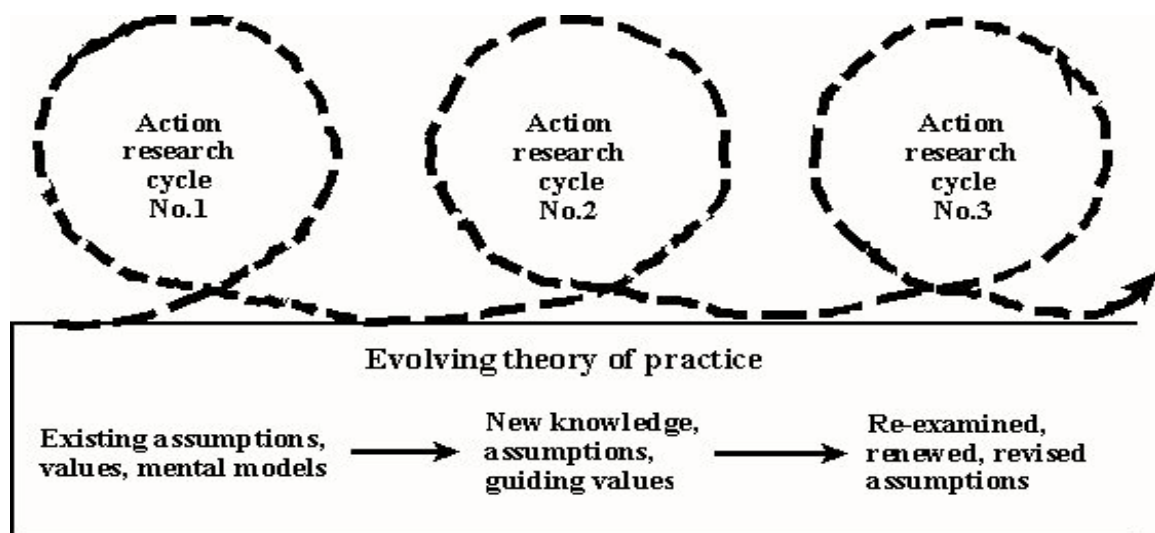 Action
research
cycle
No.1
Action
research
cycle
No.2
Action
research
cycle
No.3
Evolving theory of practice
Existing assumptions,
values, mental models
New knowledge,
assumptions,
guiding values
Re-examined,
renewed, revised
assumptions